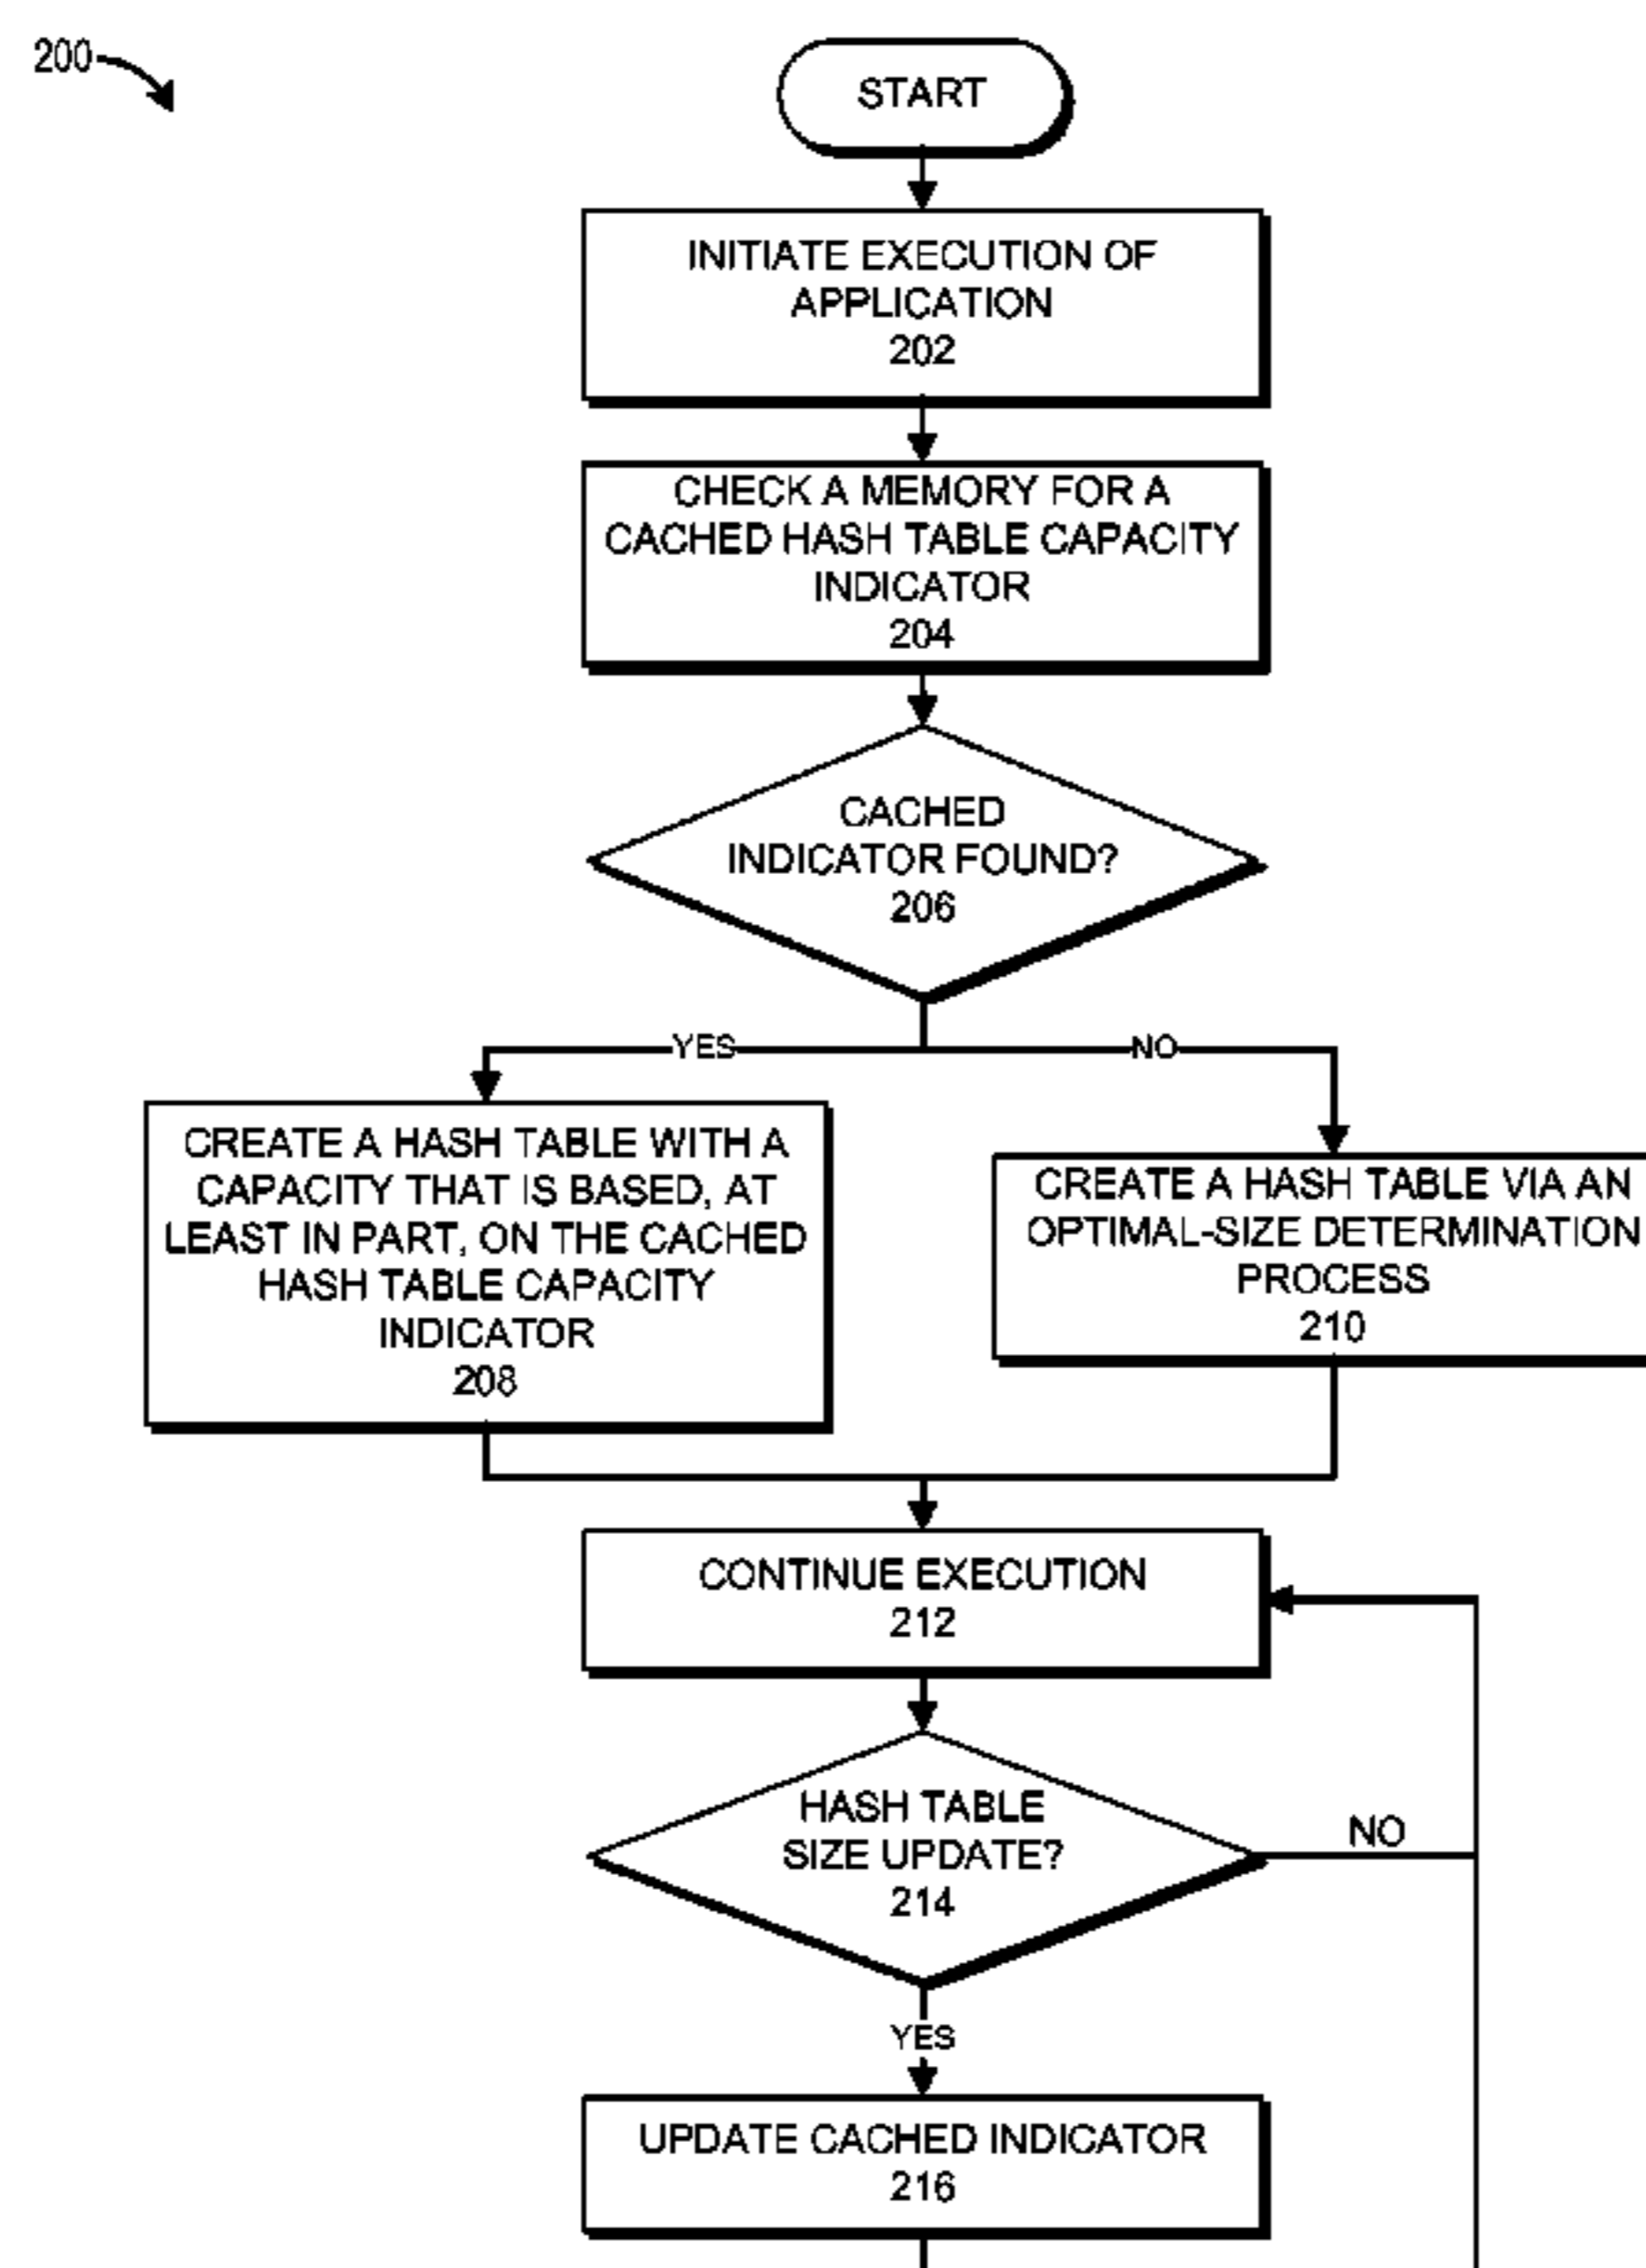 200
START
INITIATE EXECUTION OF
APPLICATION
202
CHECK A MEMORY FOR A
CACHED HASH TABLE CAPACITY
INDICATOR
204
CACHED
INDICATOR FOUND?
206
YES
NO
CREATE A HASH TABLE WITH A
CAPACITY THAT IS BASED, AT
LEAST IN PART, ON THE CACHED
HASH TABLE CAPACITY
INDICATOR
208
CREATE A HASH TABLE VIA AN
OPTIMAL-SIZE DETERMINATION
PROCESS
210
CONTINUE EXECUTION
212
HASH TABLE
SIZE UPDATE?
214
NO
YES
UPDATE CACHED INDICATOR
216